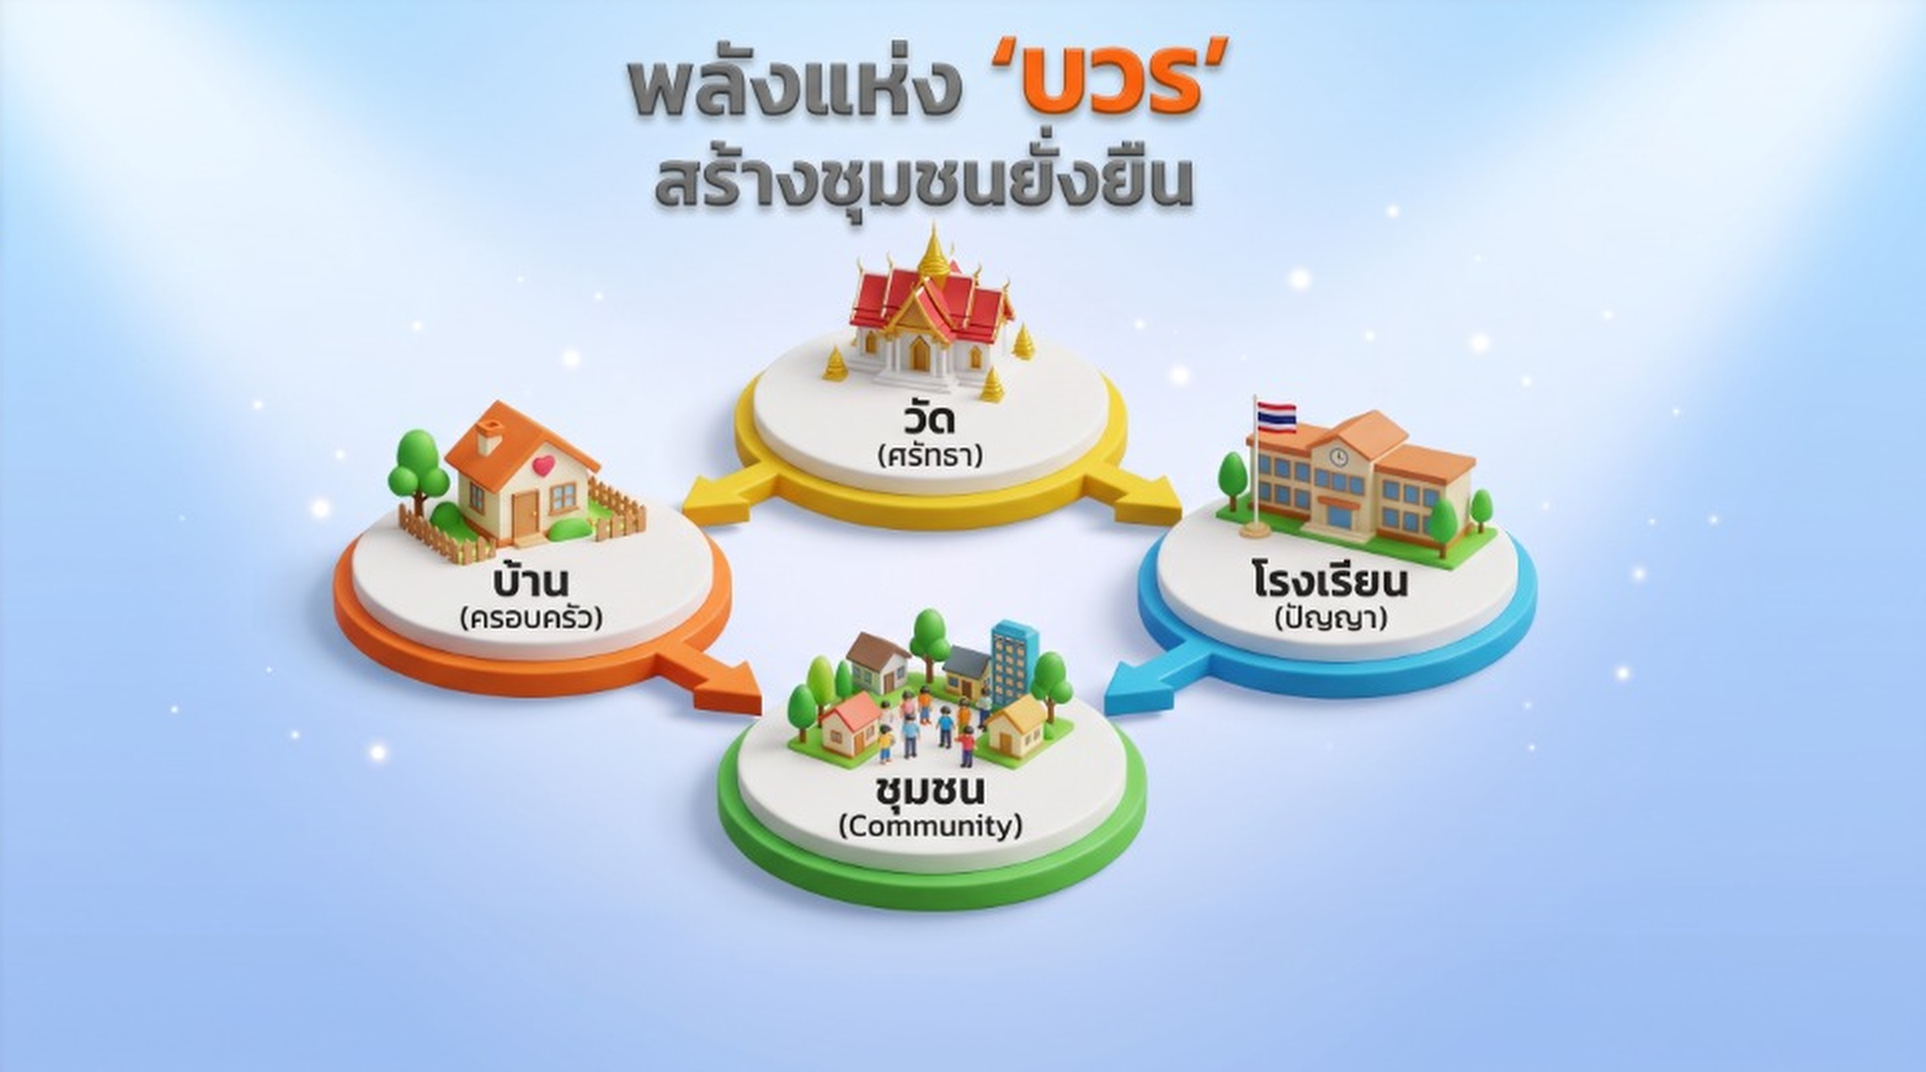 พลังแห่ง ‘บวร’
สร้างชุมชนยั่งยืน
วัด
(ศรัทธา)
บ้าน
(ครอบครัว)
โรงเรียน
(ปัญญา)
ชุมชน
(Community)